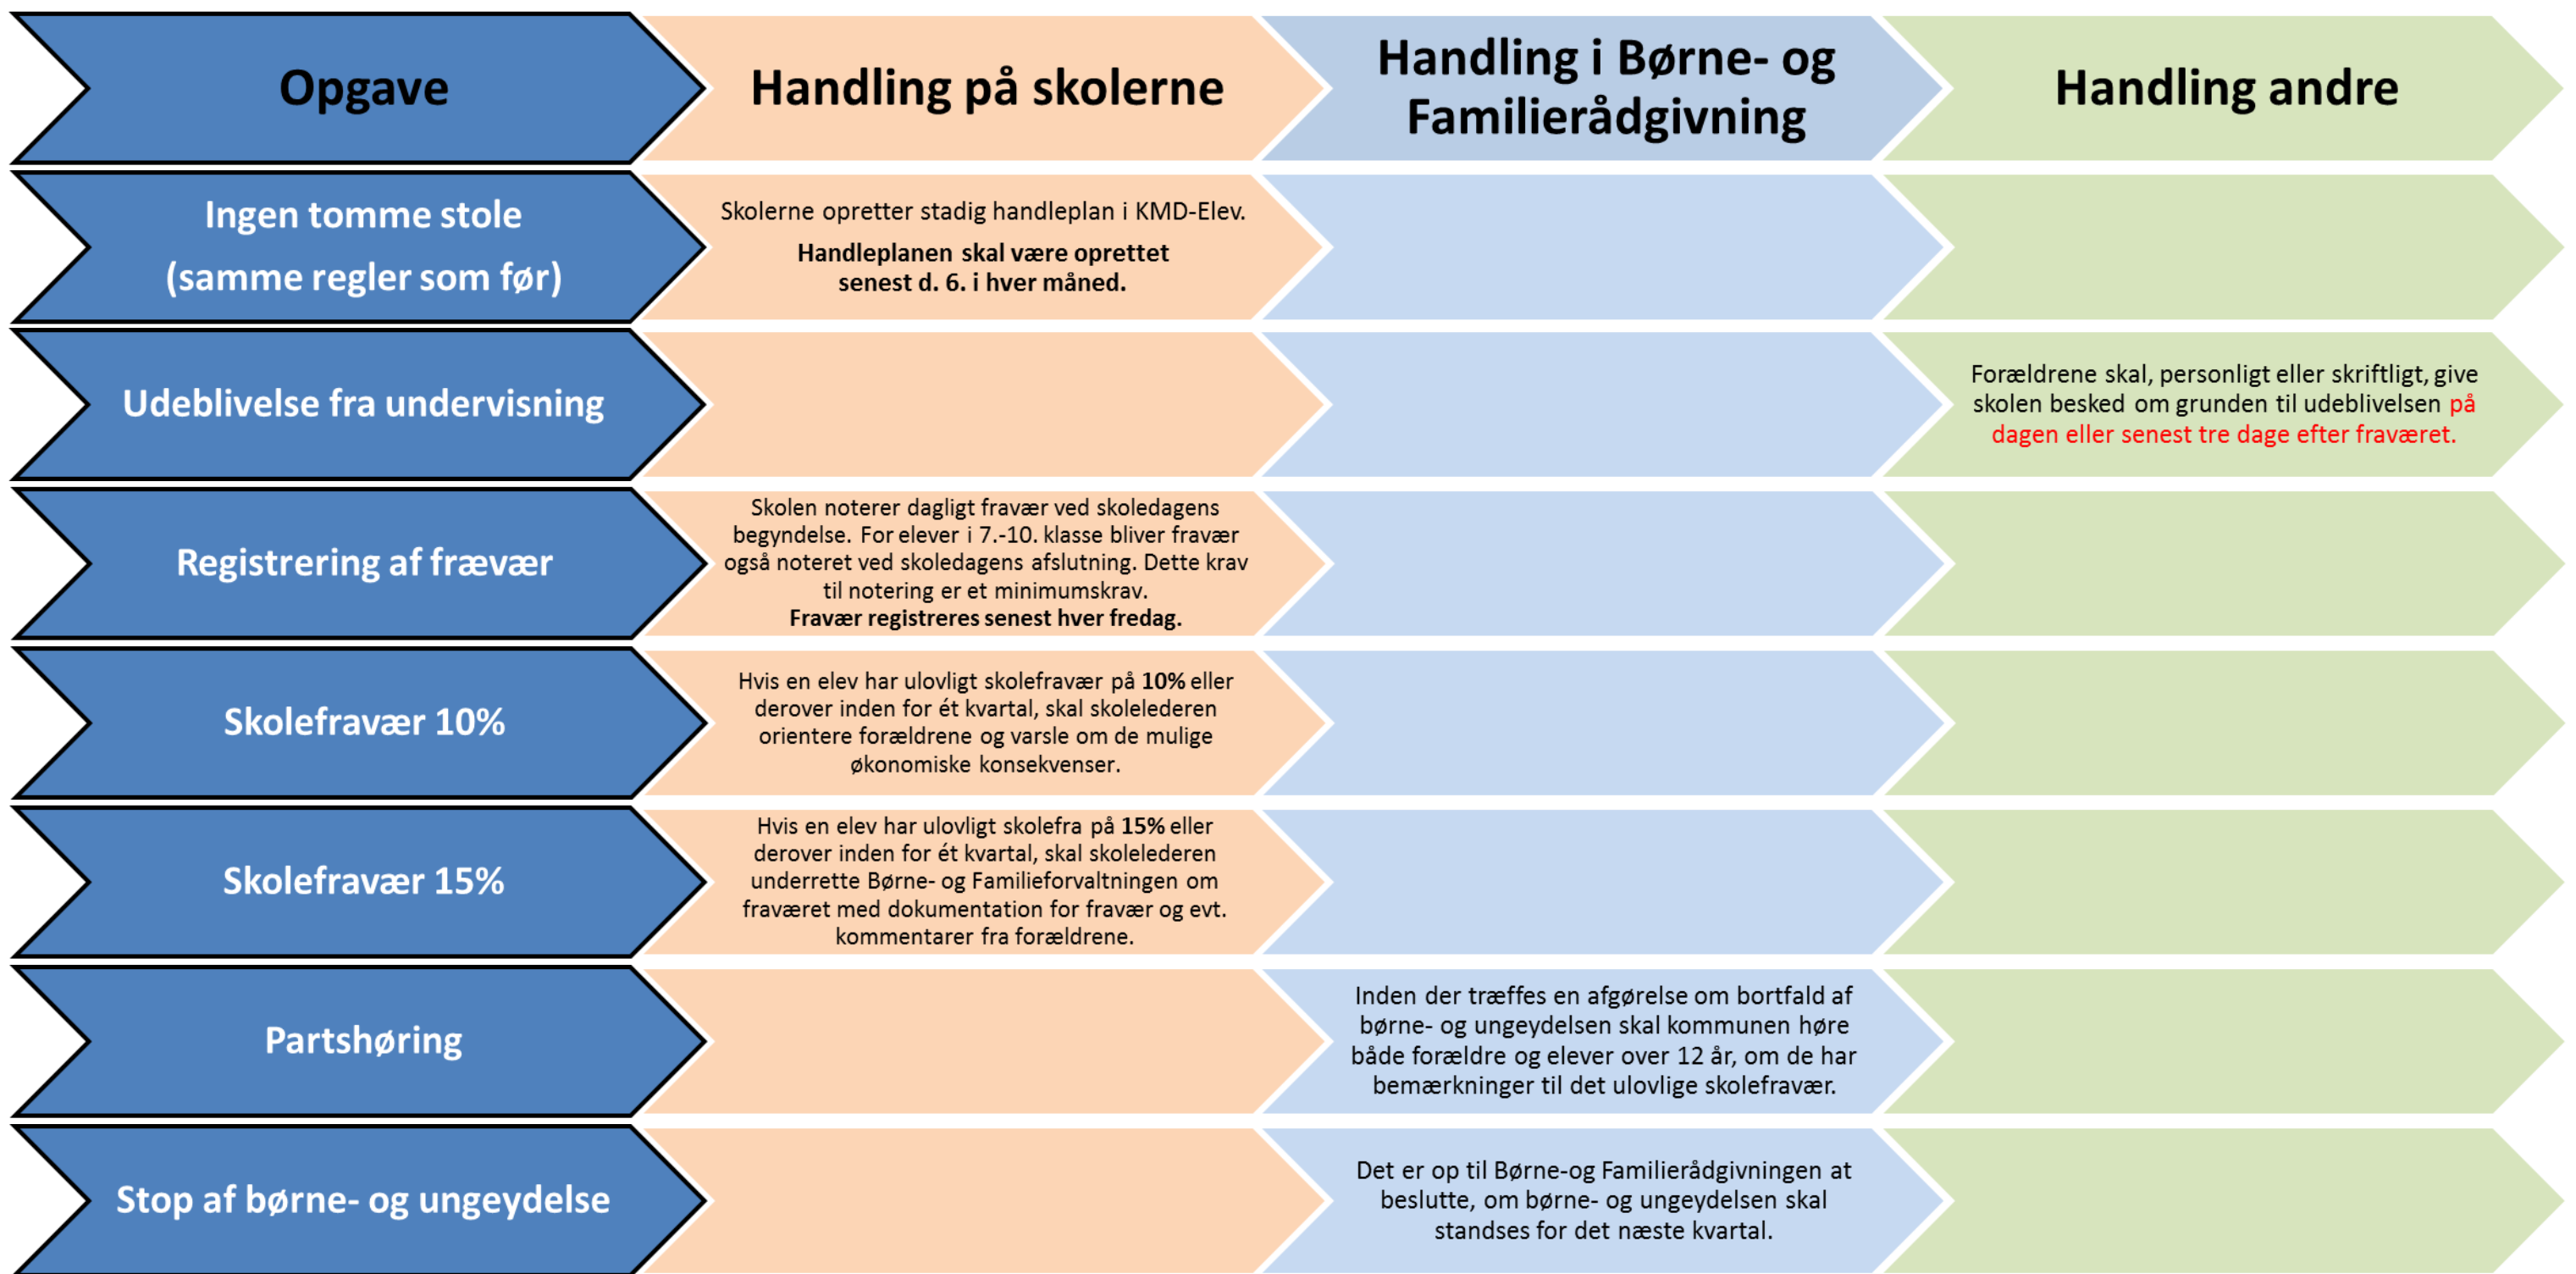 Opgave
Handling på skolerne
Handling i Børne- og
Familierådgivning
Handling andre
Ingen tomme stole
(samme regler som før)
Skolerne opretter stadig handleplan i KMD-Elev.
Handleplanen skal være oprettet
senest d. 6. i hver måned.
Udeblivelse fra undervisning
Forældrene skal, personligt eller skriftligt, give
skolen besked om grunden til udeblivelsen på
dagen eller senest tre dage efter fraværet.
Registrering af frævær
Skolen noterer dagligt fravær ved skoledagens
begyndelse. For elever i 7.-10. klasse bliver fravær
også noteret ved skoledagens afslutning. Dette krav
til notering er et minimumskrav.
Fravær registreres senest hver fredag.
Skolefravær 10%
Hvis en elev har ulovligt skolefravær på 10% eller
derover inden for ét kvartal, skal skolelederen
orientere forældrene og varsle om de mulige
økonomiske konsekvenser.
Skolefravær 15%
Hvis en elev har ulovligt skolefra på 15% eller
derover inden for ét kvartal, skal skolelederen
underrette Børne- og Familieforvaltningen om
fraværet med dokumentation for fravær og evt.
kommentarer fra forældrene.
Partshøring
Inden der træffes en afgørelse om bortfald af
børne- og ungeydelsen skal kommunen høre
både forældre og elever over 12 år, om de har
bemærkninger til det ulovlige skolefravær.
Stop af børne- og ungeydelse
Det er op til Børne-og Familierådgivningen at
beslutte, om børne- og ungeydelsen skal
standses for det næste kvartal.